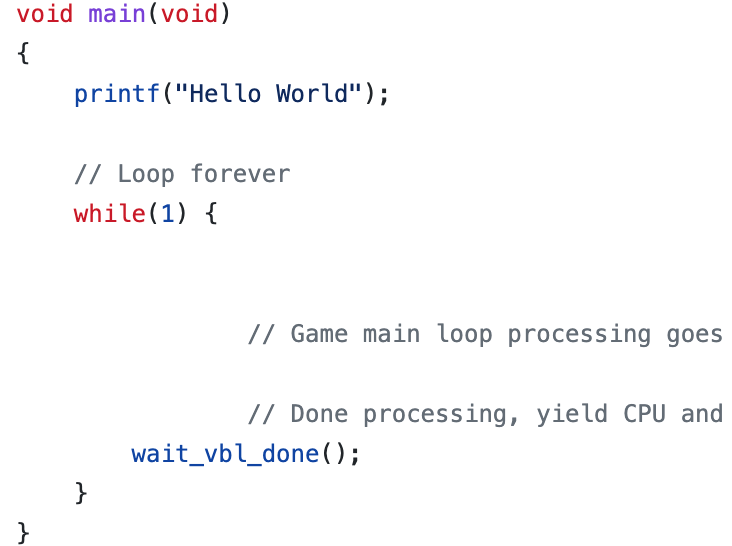 void main(void)
{
    printf("Hello World");
    // Loop forever
    while(1) {
                // Game main loop processing goes
                // Done processing, yield CPU and
        wait_vbl_done();
    }
}